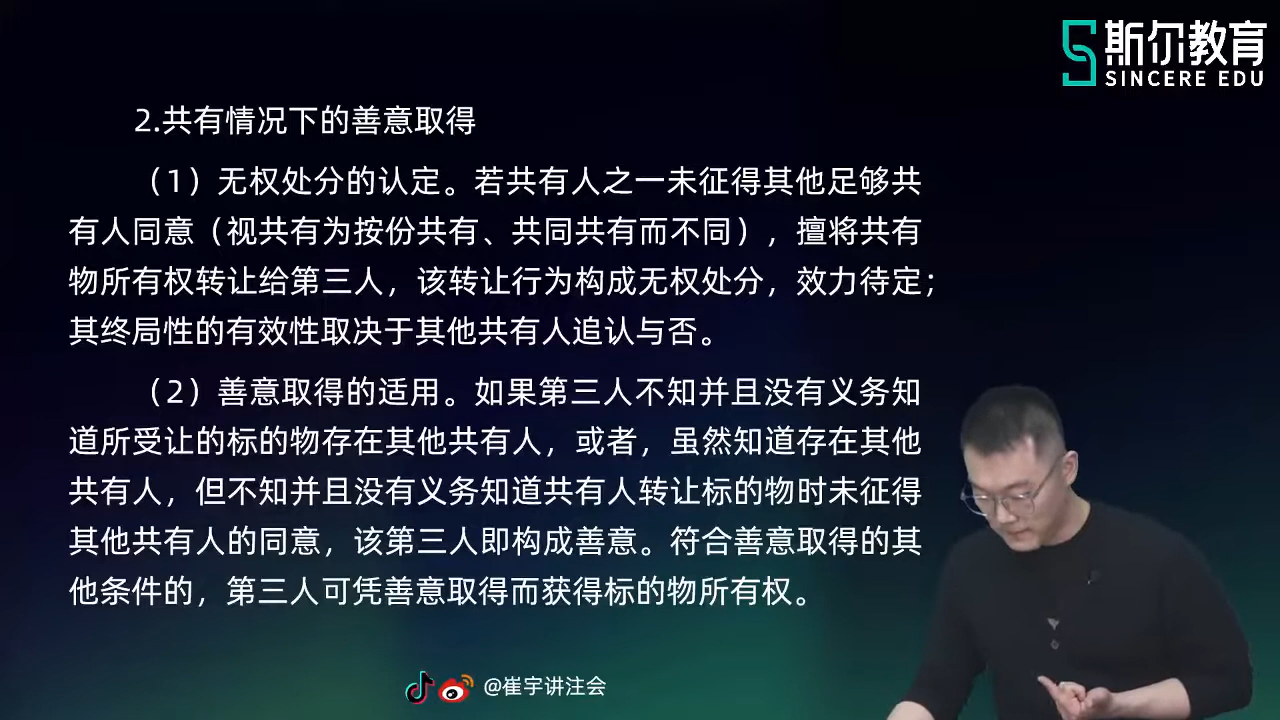 斯尔教育
SINCERE EDU
2.共有情况下的善意取得
（1）无权处分的认定。若共有人之一未征得其他足够共
有人同意（视共有为按份共有、共同共有而不同），擅将共有
物所有权转让给第三人，该转让行为构成无权处分，效力待定；
其终局性的有效性取决于其他共有人追认与否。
（2）善意取得的适用。如果第三人不知并且没有义务知
道所受让的标的物存在其他共有人，或者，虽然知道存在其他
共有人，但不知并且没有义务知道共有人转让标的物时未征得
其他共有人的同意，该第三人即构成善意。符合善意取得的其
他条件的，第三人可凭善意取得而获得标的物所有权。
@崔宇讲注会